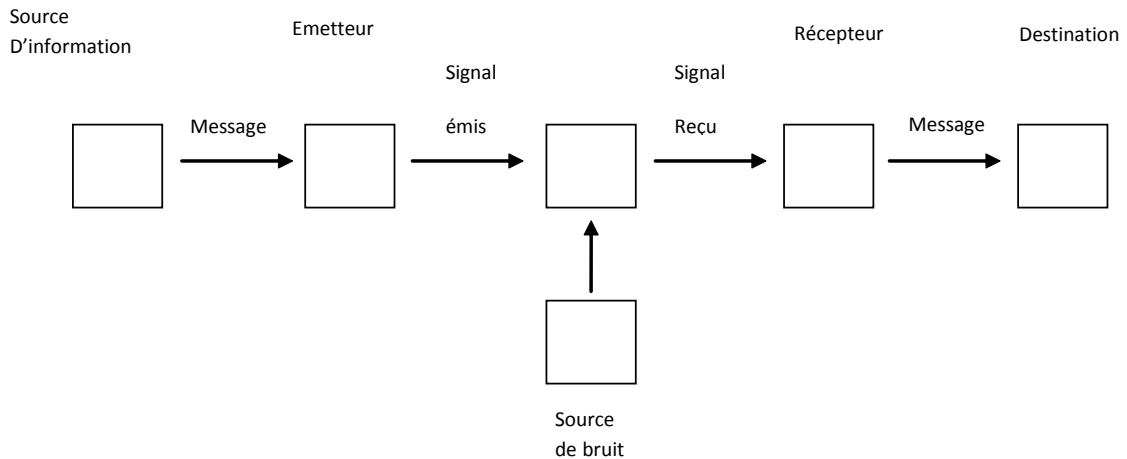 Source
D’information
Emetteur
Récepteur
Destination
Signal
Signal
Message
émis
Reçu
Message
Source
de bruit